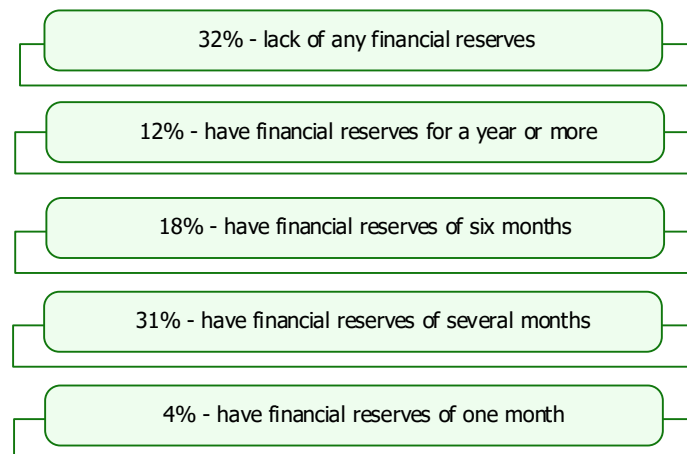 32% - lack of any financial reserves
12% - have financial reserves for a year or more
18% - have financial reserves of six months
31% - have financial reserves of several months
4% - have financial reserves of one month